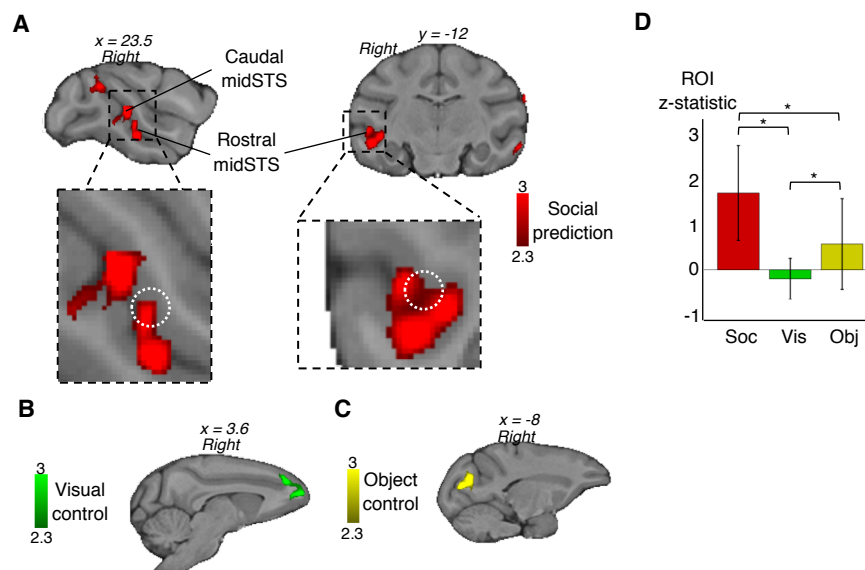 A
x = 23.5
Right
Caudal
midSTS
Rostral
midSTS
y = -12
Right
3
2.3
Social
prediction
D
ROI
z-statistic
*
*
*
3
2
1
0
-1
Soc Vis Obj
B
x = 3.6
Right
3
2.3
Visual
control
C
x = -8
Right
3
2.3
Object
control